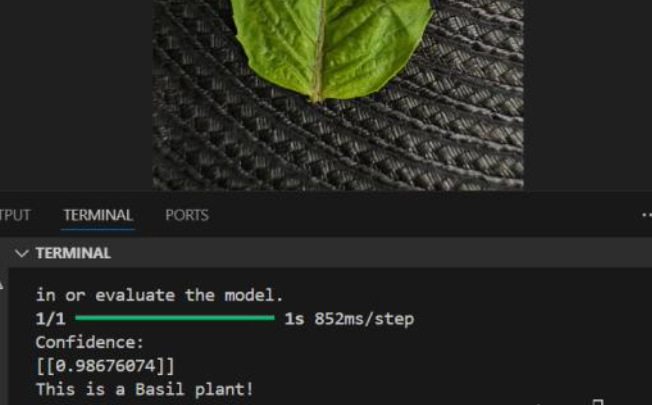 TPUT TERMINAL PORTS
TERMINAL
in or evaluate the model.
1/1 1s 852ms/step
Confidence:
[[0.98676074]]
This is a Basil plant!